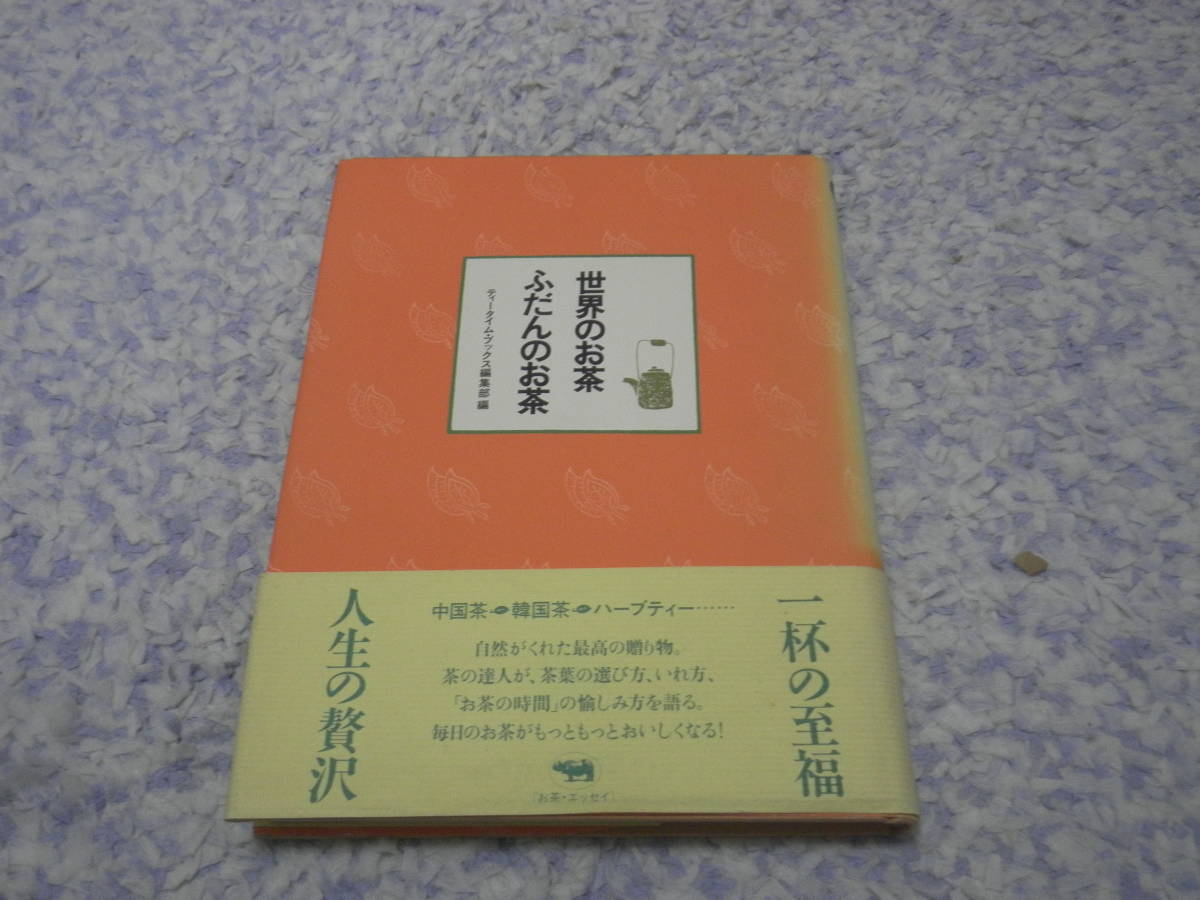 世界のお茶
ふだんのお茶
ティータイム・ブックス編集部編
一杯の至福
中国茶 韓国茶 ハーブティー……
自然がくれた最高の贈り物。
茶の達人が、茶葉の選び方、いれ方、
「お茶の時間」の愉しみ方を語る。
毎日のお茶がもっともっとおいしくなる!
人生の贅沢
[お茶・エッセイ]